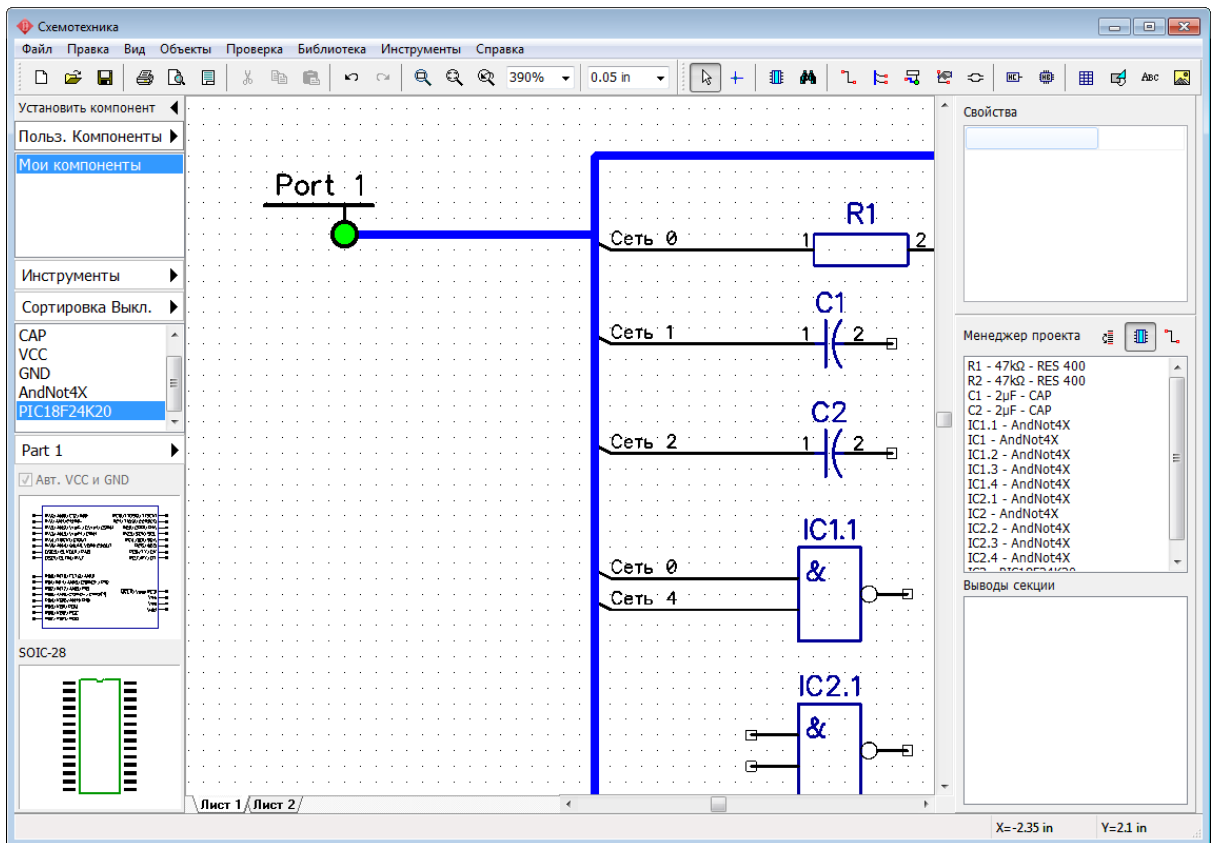 Схемотехника
Файл Правка Вид Объекты Проверка Библиотека Инструменты Справка
390% 0.05 in ABC
Установить компонент
Польз. Компоненты
Мои компоненты
Инструменты
Сортировка Выкл.
CAP
VCC
GND
AndNot4X
PIC18F24K20
Part 1
Авт. VCC и GND
SOIC-28
Port 1
R1
Сеть 0 1 2
C1
Сеть 1 1 2
C2
Сеть 2 1 2
IC1.1
Сеть 0 &
Сеть 4
IC2.1
&
Лист 1 Лист 2
Свойства
Менеджер проекта
R1 - 47kΩ - RES 400
R2 - 47kΩ - RES 400
C1 - 2µF - CAP
C2 - 2µF - CAP
IC1.1 - AndNot4X
IC1 - AndNot4X
IC1.2 - AndNot4X
IC1.3 - AndNot4X
IC1.4 - AndNot4X
IC2.1 - AndNot4X
IC2 - AndNot4X
IC2.2 - AndNot4X
IC2.3 - AndNot4X
IC2.4 - AndNot4X
IC3 - PIC18F24K20
Выводы секции
X=-2.35 in Y=2.1 in